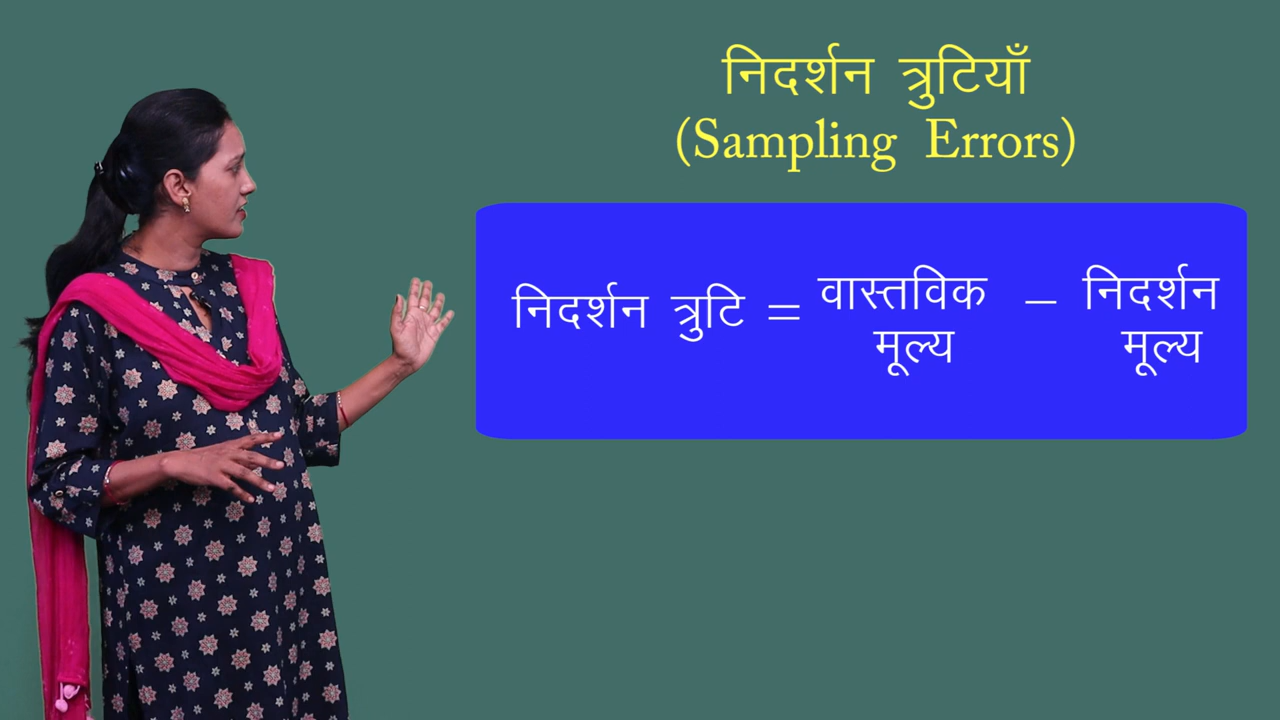 निदर्शन त्रुटियाँ
(Sampling Errors)
निदर्शन त्रुटि = वास्तविक मूल्य – निदर्शन मूल्य